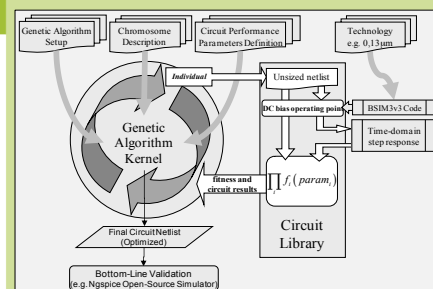 Genetic Algorithm
Setup
Chromosome
Description
Circuit Performance
Parameters Definition
Technology
e.g. 0,13µm
Individual
Unsized netlist
DC bias operating point
BSIM3v3 Code
Time-domain
step response
Genetic
Algorithm
Kernel
fitness and
circuit results
∏ f_i(param_i)
i
Circuit
Library
Final Circuit Netlist
(Optimized)
Bottom-Line Validation
(e.g. Ngspice Open-Source Simulator)